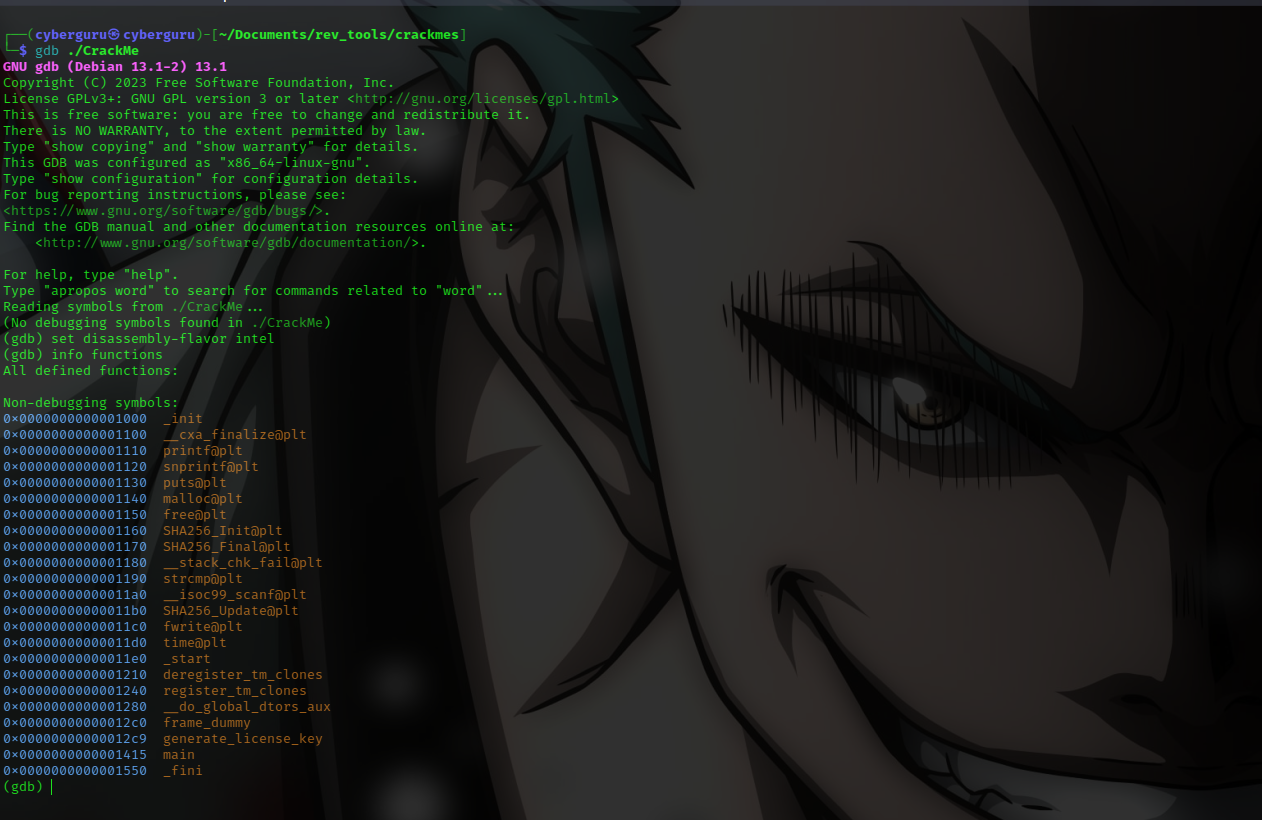 ┌──(cyberguru㉿cyberguru)-[~/Documents/rev_tools/crackmes]
└─$ gdb ./CrackMe
GNU gdb (Debian 13.1-2) 13.1
Copyright (C) 2023 Free Software Foundation, Inc.
License GPLv3+: GNU GPL version 3 or later <http://gnu.org/licenses/gpl.html>
This is free software: you are free to change and redistribute it.
There is NO WARRANTY, to the extent permitted by law.
Type "show copying" and "show warranty" for details.
This GDB was configured as "x86_64-linux-gnu".
Type "show configuration" for configuration details.
For bug reporting instructions, please see:
<https://www.gnu.org/software/gdb/bugs/>.
Find the GDB manual and other documentation resources online at:
    <http://www.gnu.org/software/gdb/documentation/>.

For help, type "help".
Type "apropos word" to search for commands related to "word"...
Reading symbols from ./CrackMe...
(No debugging symbols found in ./CrackMe)
(gdb) set disassembly-flavor intel
(gdb) info functions
All defined functions:

Non-debugging symbols:
0x0000000000001000  _init
0x0000000000001100  __cxa_finalize@plt
0x0000000000001110  printf@plt
0x0000000000001120  snprintf@plt
0x0000000000001130  puts@plt
0x0000000000001140  malloc@plt
0x0000000000001150  free@plt
0x0000000000001160  SHA256_Init@plt
0x0000000000001170  SHA256_Final@plt
0x0000000000001180  __stack_chk_fail@plt
0x0000000000001190  strcmp@plt
0x00000000000011a0  __isoc99_scanf@plt
0x00000000000011b0  SHA256_Update@plt
0x00000000000011c0  fwrite@plt
0x00000000000011d0  time@plt
0x00000000000011e0  _start
0x0000000000001210  deregister_tm_clones
0x0000000000001240  register_tm_clones
0x0000000000001280  __do_global_dtors_aux
0x00000000000012c0  frame_dummy
0x00000000000012c9  generate_license_key
0x0000000000001415  main
0x0000000000001550  _fini
(gdb)